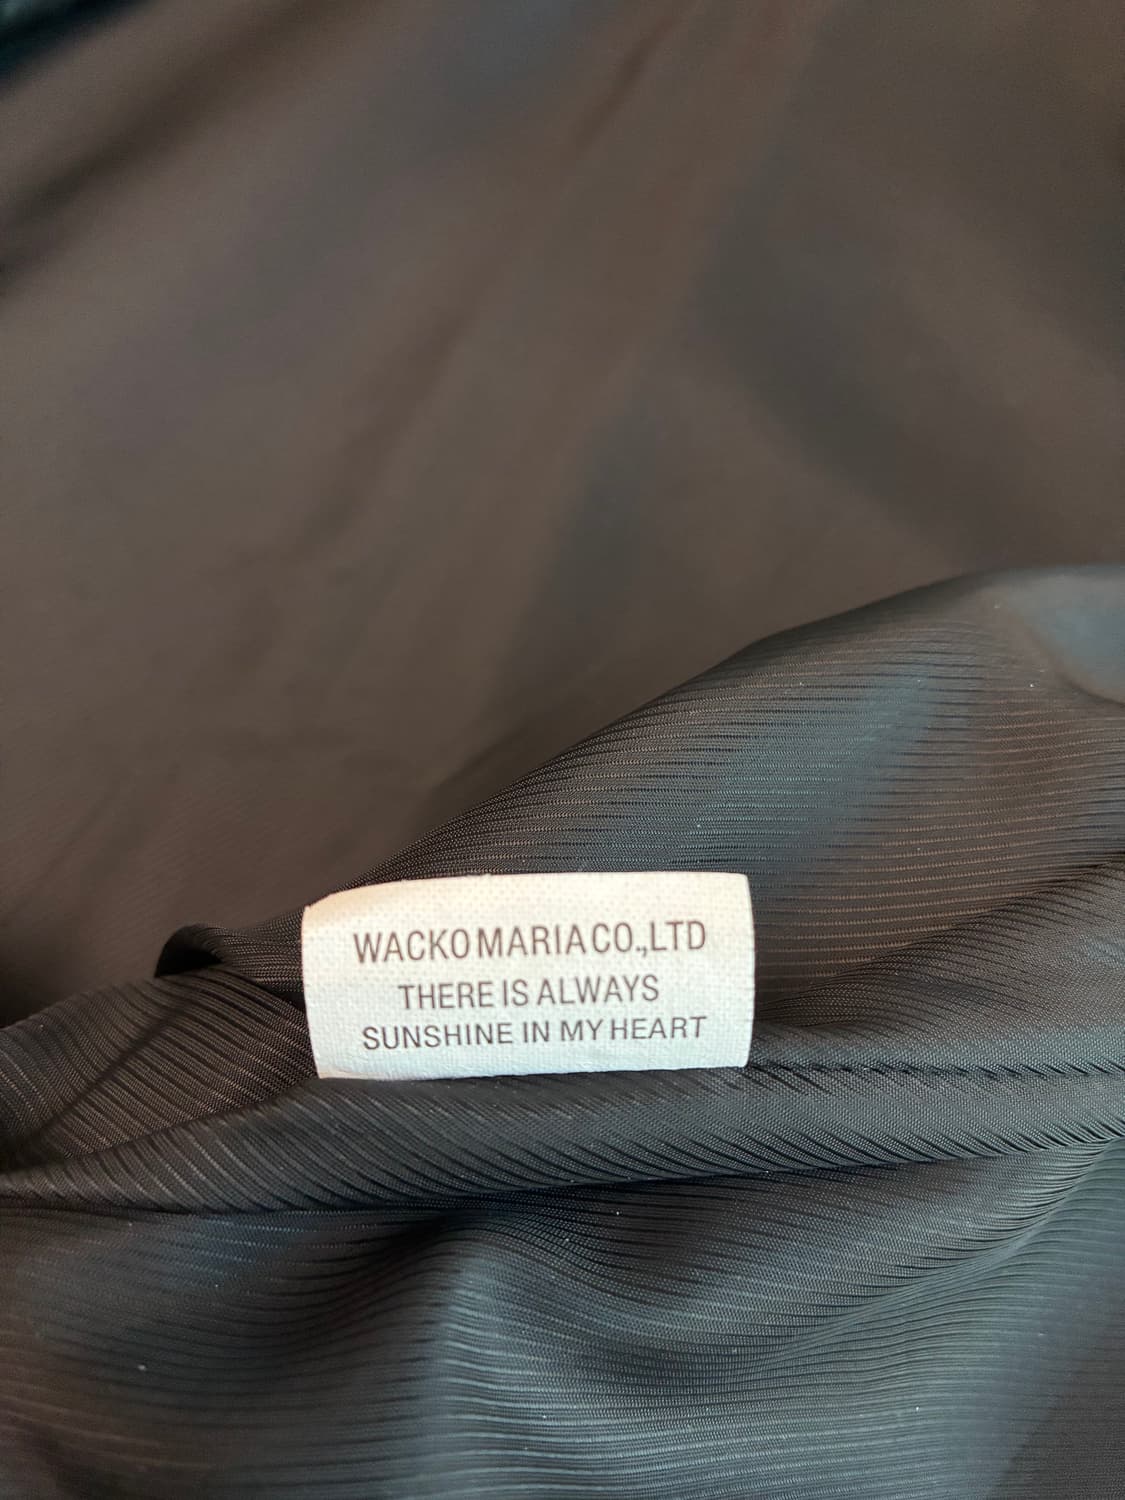 WACKO MARIA CO.,LTD
THERE IS ALWAYS
SUNSHINE IN MY HEART